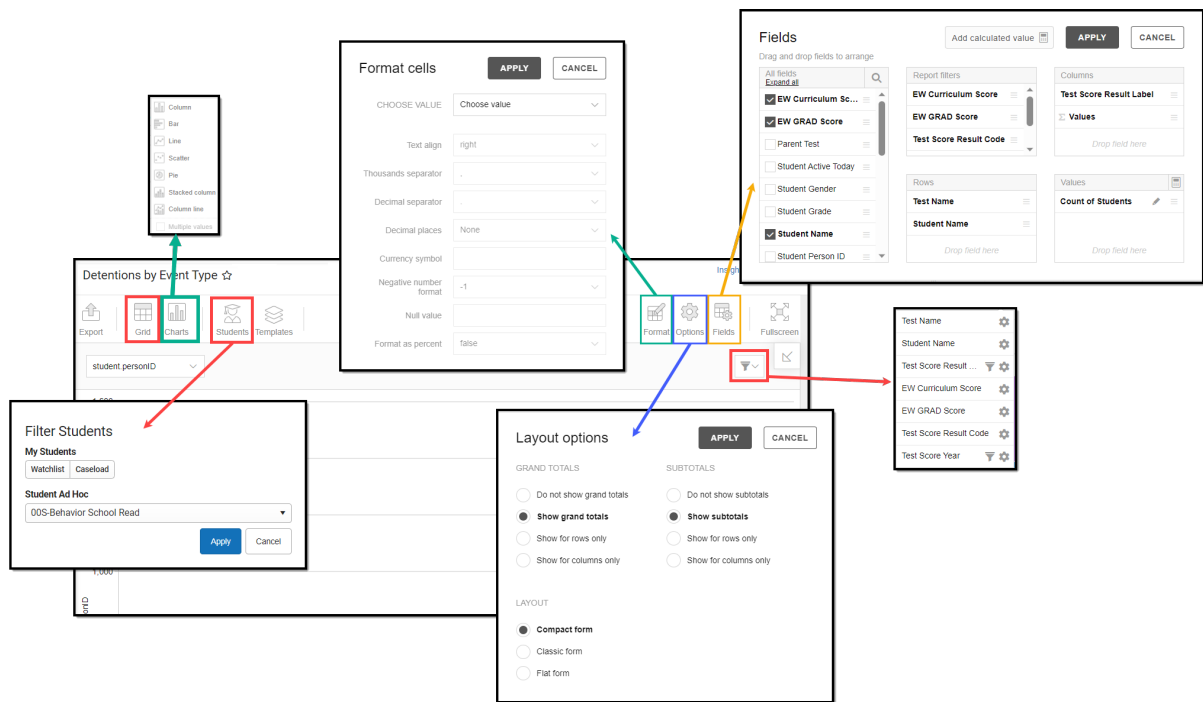 Column
Bar
Line
Scatter
Pie
Stacked column
Column line
Multiple values
Format cells
APPLY
CANCEL
CHOOSE VALUE
Choose value
Text align
right
Thousands separator
,
Decimal separator
.
Decimal places
None
Currency symbol
Negative number
format
-1
Null value
Format as percent
false
Fields
Add calculated value
APPLY
CANCEL
Drag and drop fields to arrange
All fields
Expand all
EW Curriculum Sc...
EW GRAD Score
Parent Test
Student Active Today
Student Gender
Student Grade
Student Name
Student Person ID
Report filters
EW Curriculum Score
EW GRAD Score
Test Score Result Code
Columns
Test Score Result Label
Σ Values
Drop field here
Rows
Test Name
Student Name
Drop field here
Values
Count of Students
Drop field here
Detentions by Event Type ☆
Insigh
Export
Grid
Charts
Students
Templates
Format
Options
Fields
Fullscreen
student.personID
1,600
1,000
onID
Filter Students
My Students
Watchlist
Caseload
Student Ad Hoc
00S-Behavior School Read
Apply
Cancel
Layout options
APPLY
CANCEL
GRAND TOTALS
Do not show grand totals
Show grand totals
Show for rows only
Show for columns only
SUBTOTALS
Do not show subtotals
Show subtotals
Show for rows only
Show for columns only
LAYOUT
Compact form
Classic form
Flat form
Test Name
Student Name
Test Score Result ...
EW Curriculum Score
EW GRAD Score
Test Score Result Code
Test Score Year